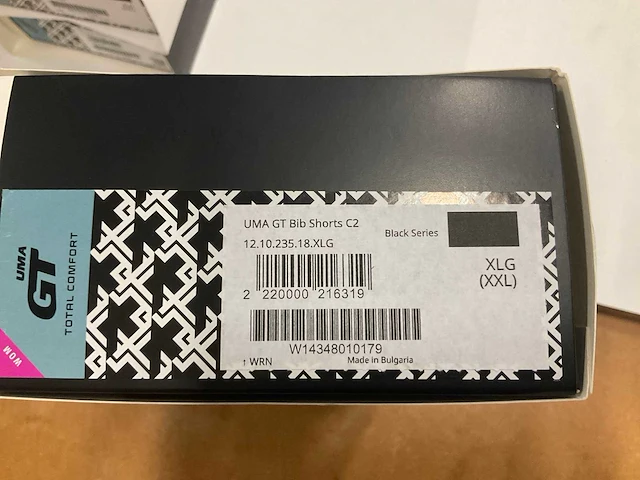 UMA
GT
TOTAL COMFORT
WOM
UMA GT Bib Shorts C2
12.10.235.18.XLG
Black Series
XLG
(XXL)
2 220000 216319
W14348010179
WRN
Made in Bulgaria